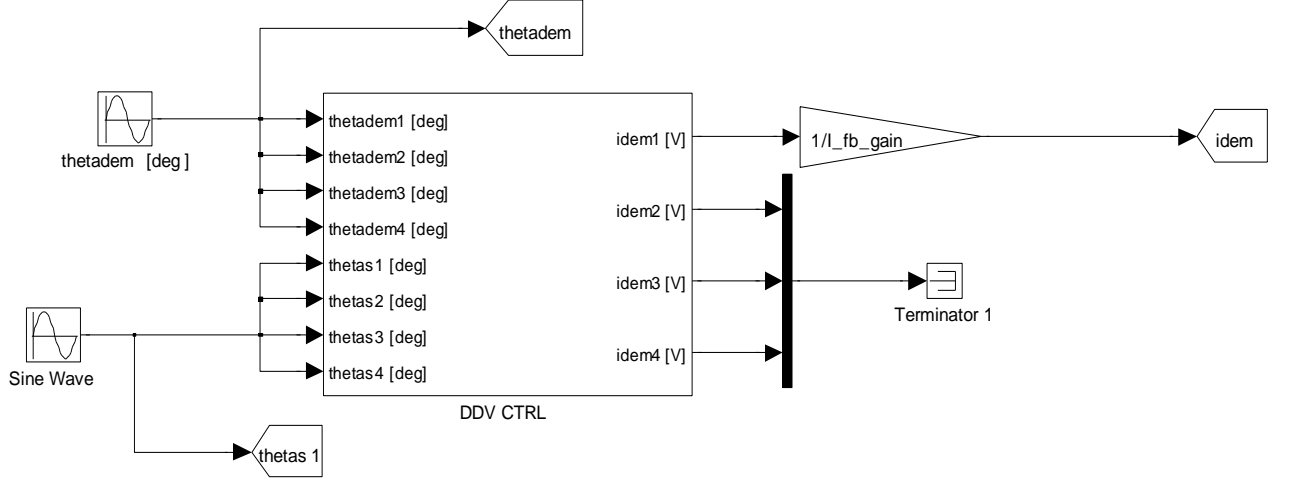 thetadem
thetadem [deg ]
thetadem1 [deg]
thetadem2 [deg]
thetadem3 [deg]
thetadem4 [deg]
thetas1 [deg]
thetas2 [deg]
thetas3 [deg]
thetas4 [deg]
idem1 [V]
idem2 [V]
idem3 [V]
idem4 [V]
1/I_fb_gain
idem
Terminator 1
Sine Wave
DDV CTRL
thetas 1